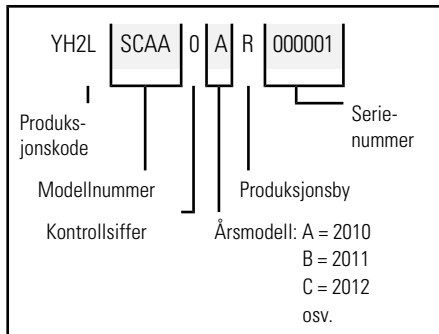 YH2L SCAA 0 A R 000001
Produks-
jonskode
Serie-
nummer
Modellnummer
Produksjonsby
Kontrollsiffer
Årsmodell: A = 2010
B = 2011
C = 2012
osv.